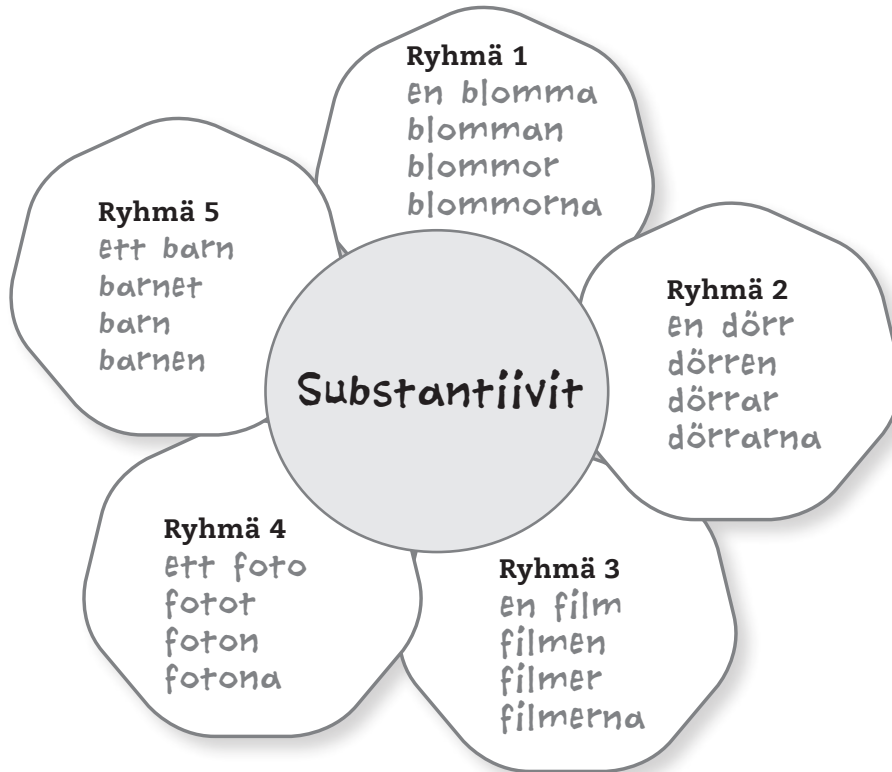 Ryhmä 1
en blomma
blomman
blommor
blommorna
Ryhmä 2
en dörr
dörren
dörrar
dörrarna
Ryhmä 3
en film
filmen
filmer
filmerna
Ryhmä 4
ett foto
fotot
foton
fotona
Ryhmä 5
ett barn
barnet
barn
barnen
Substantiivit